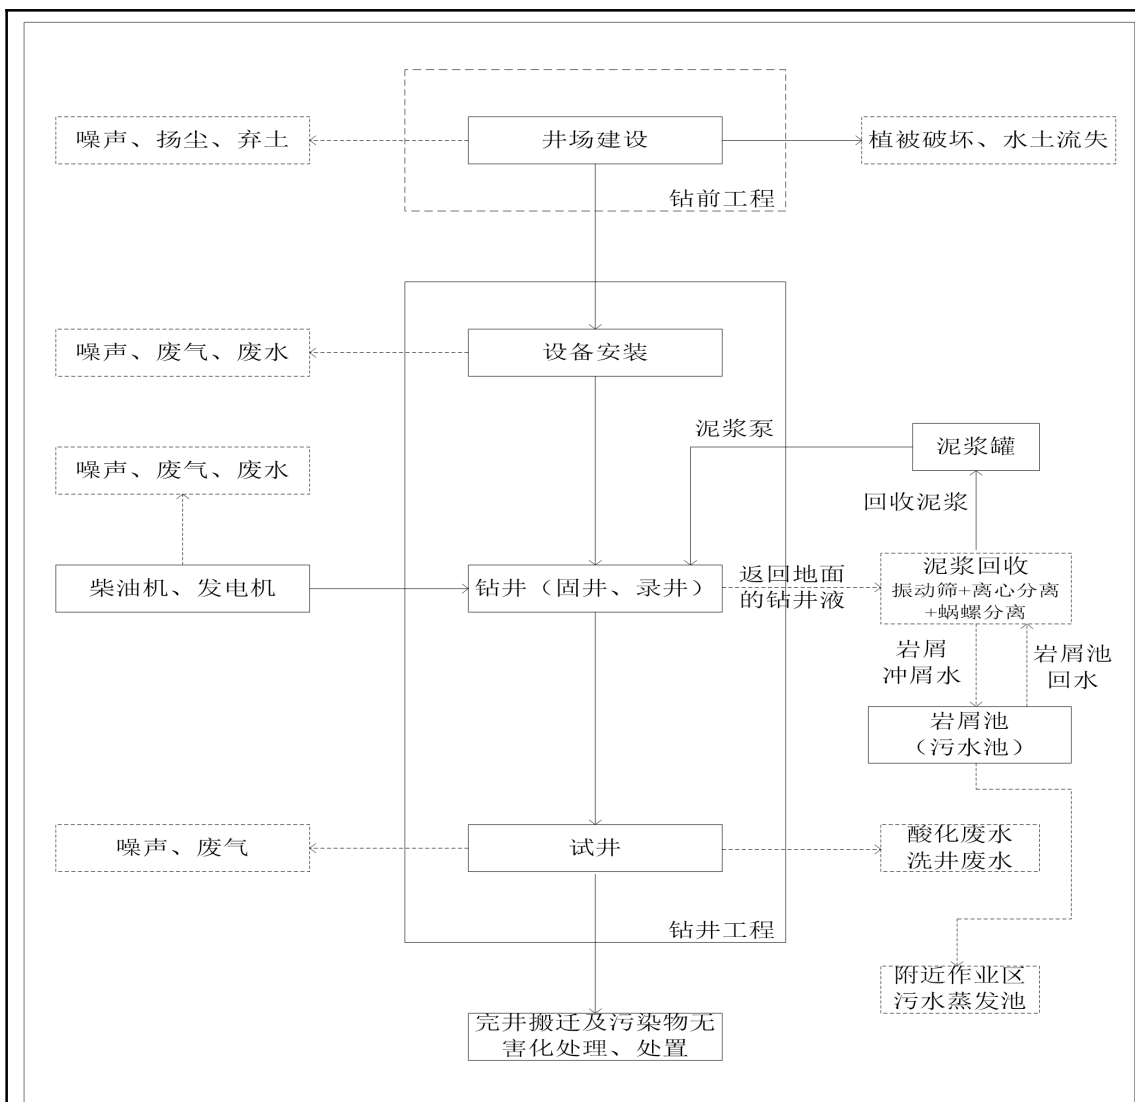 噪声、扬尘、弃土
井场建设
植被破坏、水土流失
钻前工程
噪声、废气、废水
设备安装
泥浆泵
泥浆罐
噪声、废气、废水
回收泥浆
柴油机、发电机
钻井（固井、录井）
返回地面
的钻井液
泥浆回收
振动筛+离心分离
+蜗螺分离
岩屑
冲屑水
岩屑池
回水
岩屑池
（污水池）
噪声、废气
试井
酸化废水
洗井废水
钻井工程
附近作业区
污水蒸发池
完井搬迁及污染物无
害化处理、处置